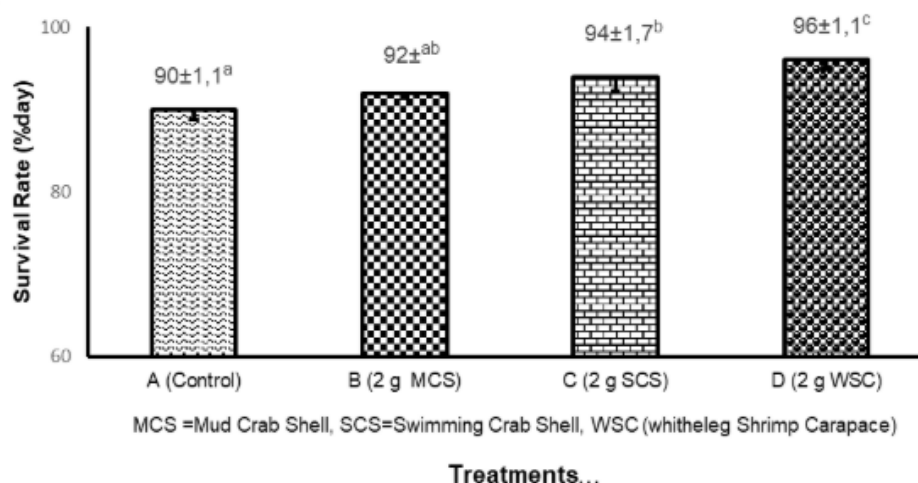 100
80
60
Survival Rate (%day)
90±1,1ᵃ
92±ᵃᵇ
94±1,7ᵇ
96±1,1ᶜ
A (Control)
B (2 g MCS)
C (2 g SCS)
D (2 g WSC)
MCS =Mud Crab Shell, SCS=Swimming Crab Shell, WSC (whiteleg Shrimp Carapace)
Treatments...